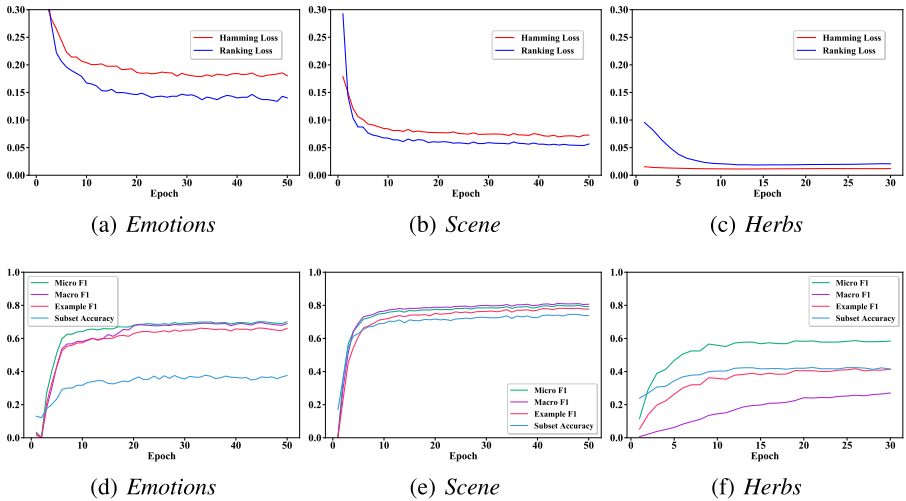 0.30
0.25
0.20
0.15
0.10
0.05
0.00
0 10 20 30 40 50
Epoch
Hamming Loss
Ranking Loss
(a) Emotions
0.30
0.25
0.20
0.15
0.10
0.05
0.00
0 10 20 30 40 50
Epoch
Hamming Loss
Ranking Loss
(b) Scene
0.30
0.25
0.20
0.15
0.10
0.05
0.00
0 5 10 15 20 25 30
Epoch
Hamming Loss
Ranking Loss
(c) Herbs
1.0
0.8
0.6
0.4
0.2
0.0
0 10 20 30 40 50
Epoch
Micro F1
Macro F1
Example F1
Subset Accuracy
(d) Emotions
1.0
0.8
0.6
0.4
0.2
0.0
0 10 20 30 40 50
Epoch
Micro F1
Macro F1
Example F1
Subset Accuracy
(e) Scene
1.0
0.8
0.6
0.4
0.2
0.0
0 5 10 15 20 25 30
Epoch
Micro F1
Macro F1
Example F1
Subset Accuracy
(f) Herbs